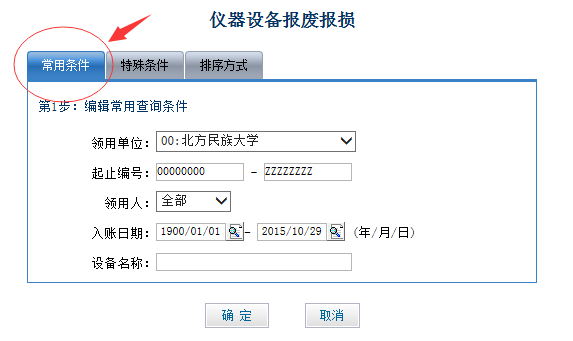 仪器设备报废报损
常用条件 特殊条件 排序方式
第1步：编辑常用查询条件
领用单位：00:北方民族大学
起止编号：00000000 - ZZZZZZZZ
领用人：全部
入账日期：1900/01/01 - 2015/10/29 (年/月/日)
设备名称：
确 定 取消